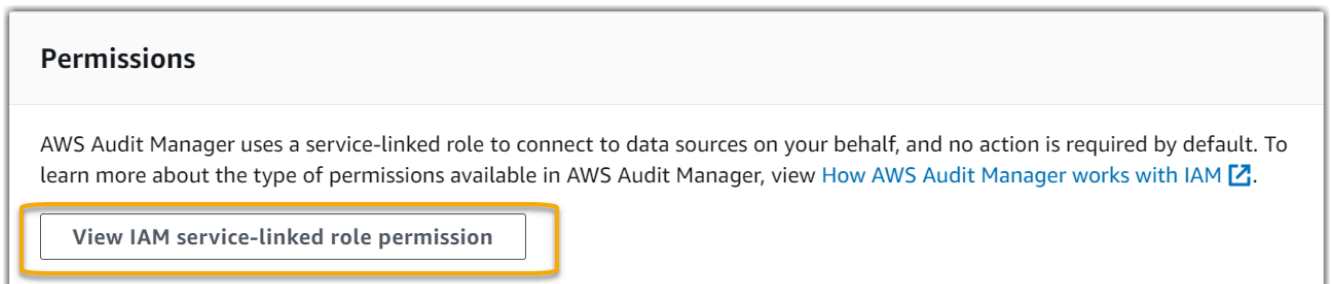 Permissions
AWS Audit Manager uses a service-linked role to connect to data sources on your behalf, and no action is required by default. To
learn more about the type of permissions available in AWS Audit Manager, view How AWS Audit Manager works with IAM.
View IAM service-linked role permission